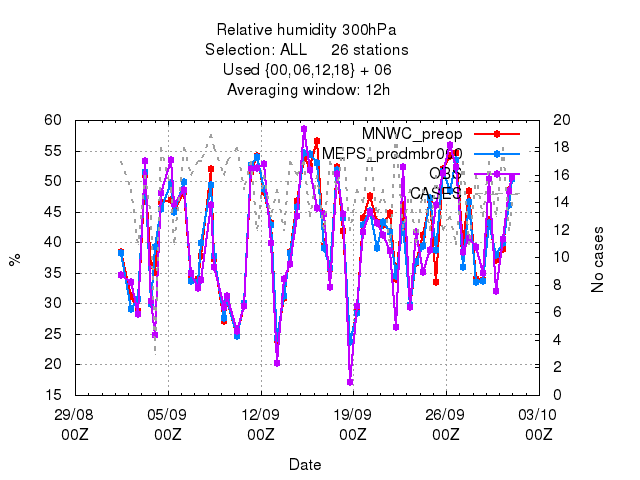 Relative humidity 300hPa
Selection: ALL 26 stations
Used {00,06,12,18} + 06
Averaging window: 12h
60
55
50
45
40
35
30
25
20
15
%
MNWC_preop
MEPS_prodmbr000
OBS
CASES
20
18
16
14
12
10
8
6
4
2
0
No cases
29/08 05/09 12/09 19/09 26/09 03/10
00Z 00Z 00Z 00Z 00Z 00Z
Date